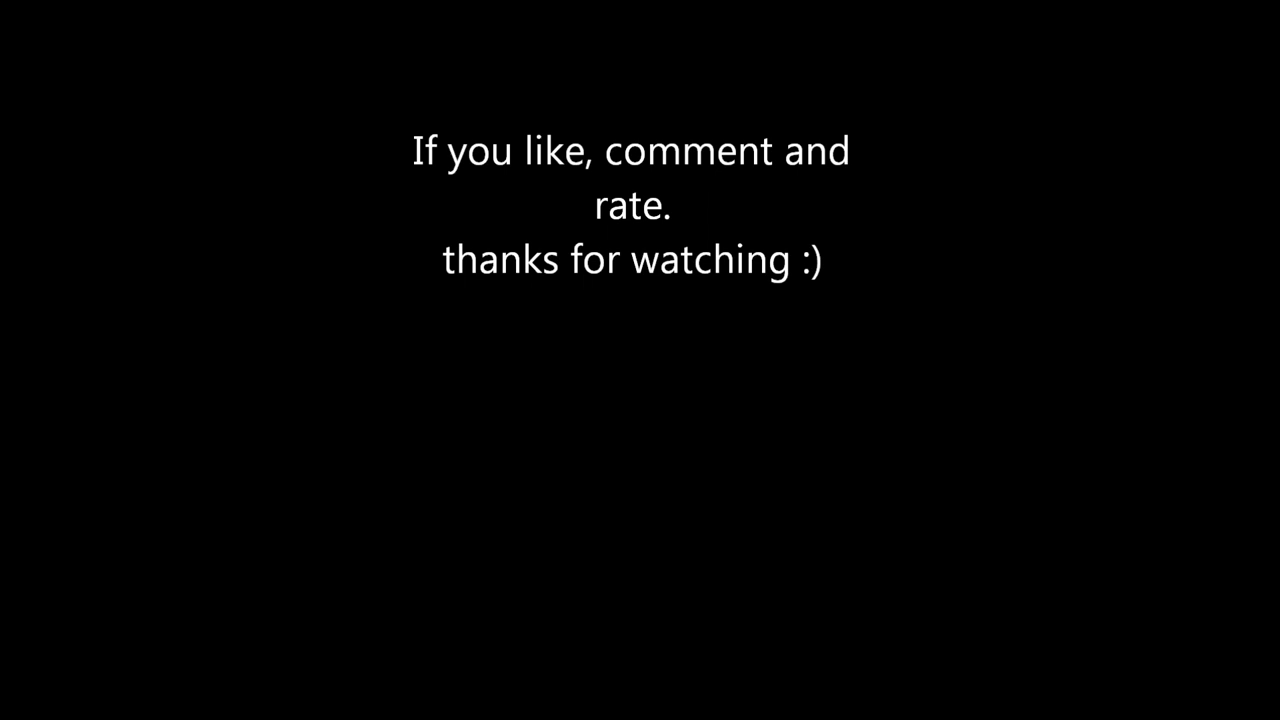 If you like, comment and
rate.
thanks for watching :)